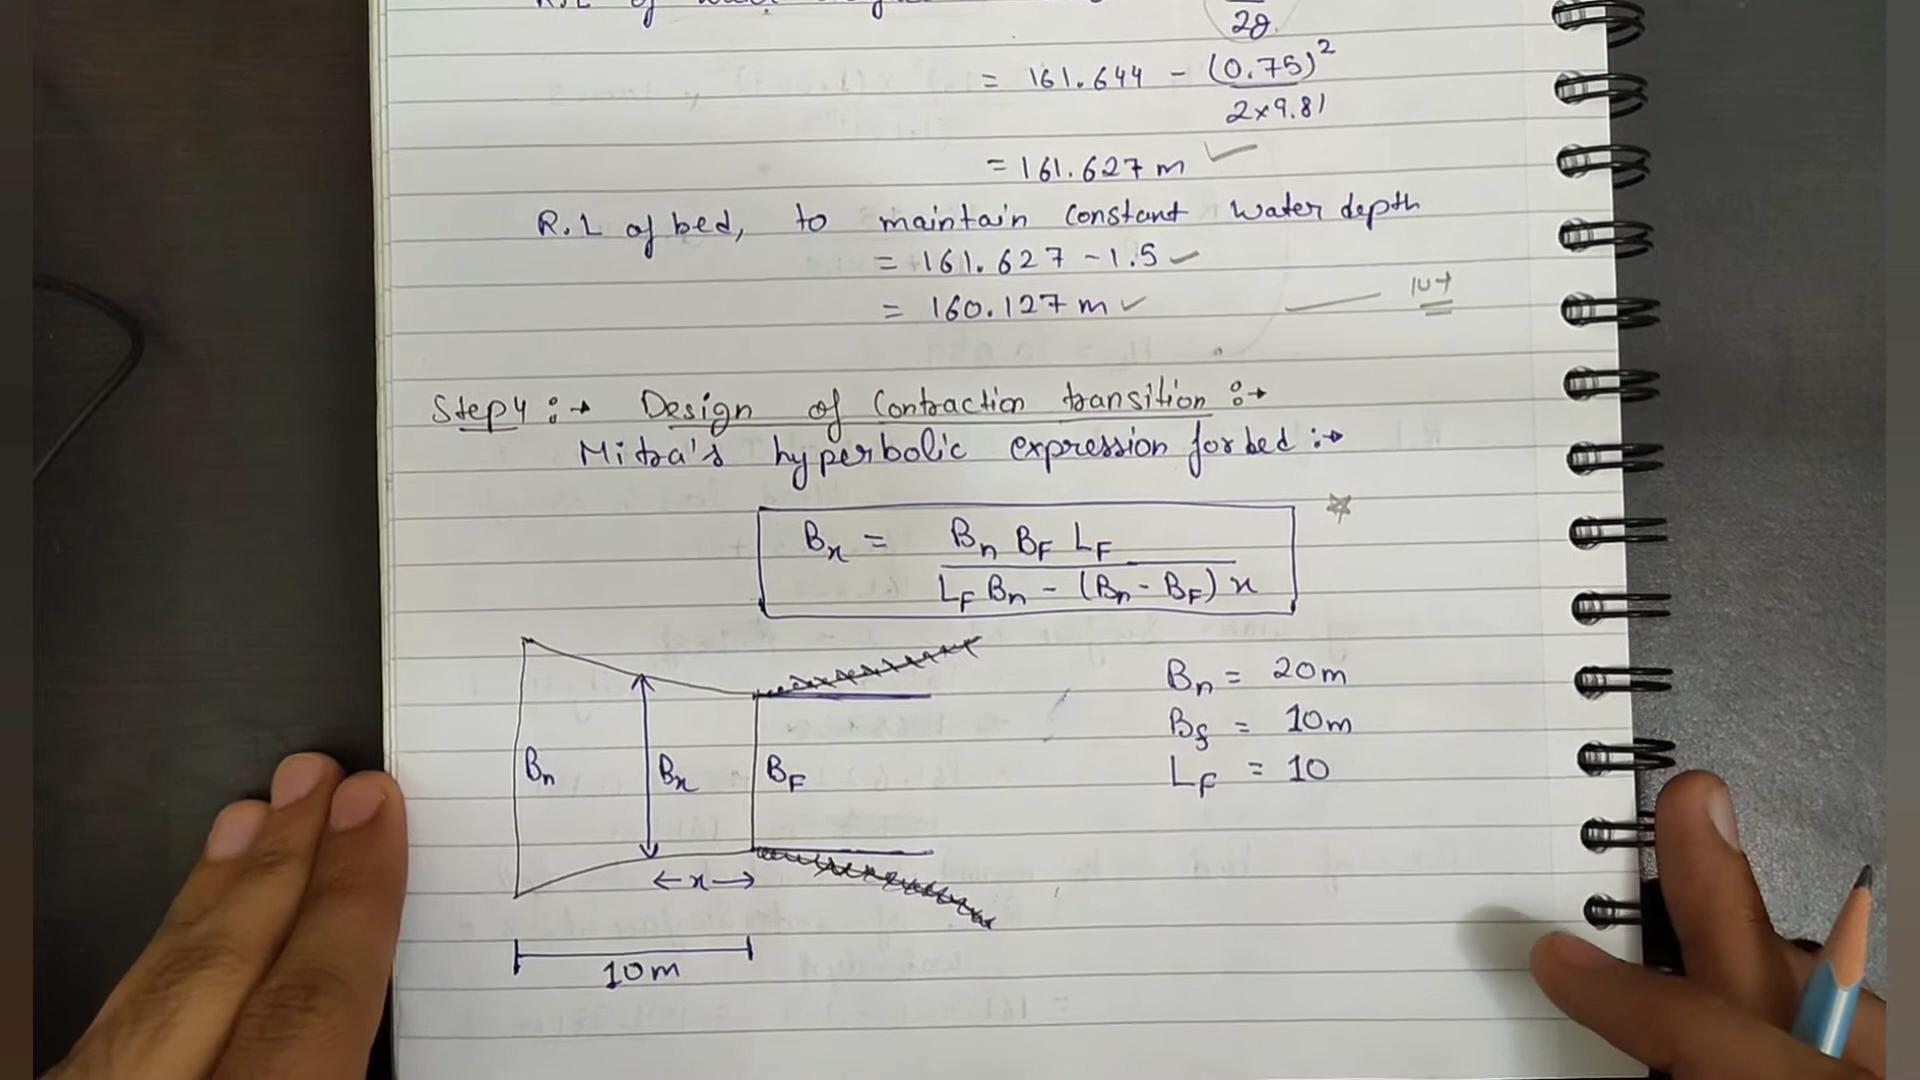 2g
= 161.644 - (0.75)²
2×9.81
= 161.627 m
R.L of bed, to maintain constant water depth
= 161.627 - 1.5
= 160.127 m
Step 4 :→ Design of Contraction transition :→
Mitra's hyperbolic expression for bed :→
Bx = Bn BF LF
LF Bn - (Bn - BF) x
Bn = 20m
Bf = 10m
LF = 10
Bn Bx BF
← x →
10m